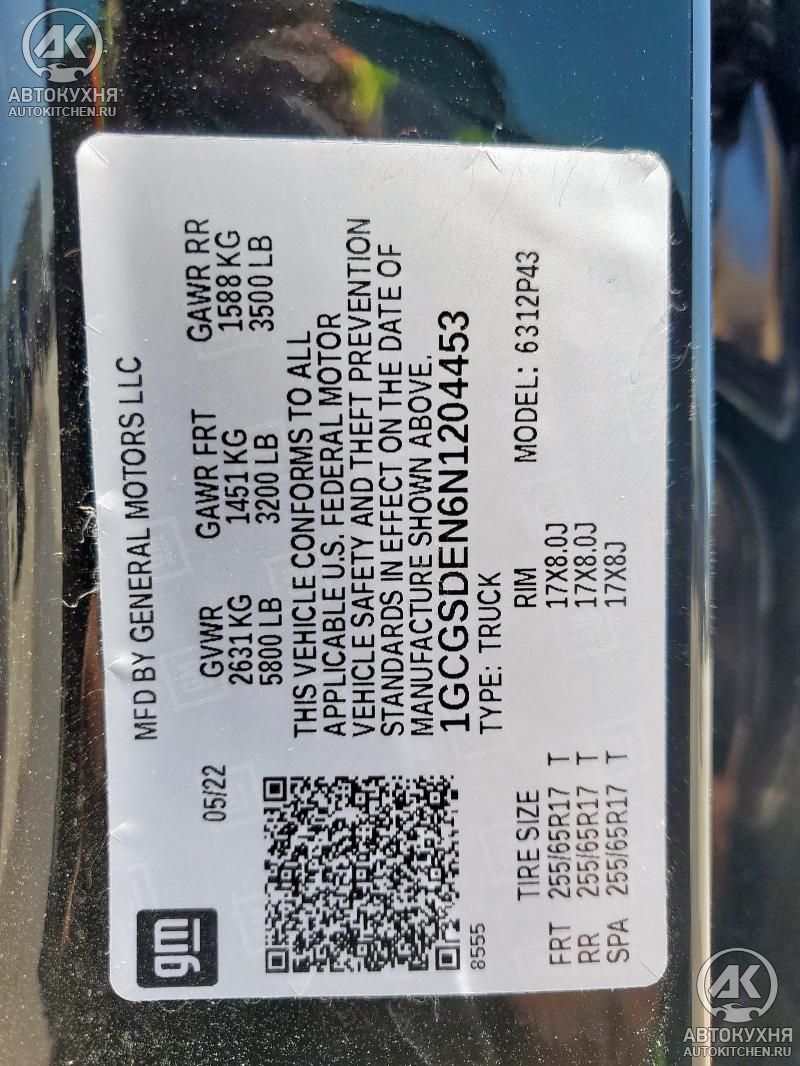 АВТОКУХНЯ
AUTOKITCHEN.RU
gm
MFD BY GENERAL MOTORS LLC
05/22
GVWR GAWR FRT GAWR RR
2631 KG 1451 KG 1588 KG
5800 LB 3200 LB 3500 LB
THIS VEHICLE CONFORMS TO ALL
APPLICABLE U.S. FEDERAL MOTOR
VEHICLE SAFETY AND THEFT PREVENTION
STANDARDS IN EFFECT ON THE DATE OF
MANUFACTURE SHOWN ABOVE.
1GCGSDEN6N1204453
8555
TYPE: TRUCK
MODEL: 6312P43
TIRE SIZE RIM
FRT 255/65R17 T 17X8.0J
RR 255/65R17 T 17X8.0J
SPA 255/65R17 T 17X8J
АВТОКУХНЯ
AUTOKITCHEN.RU